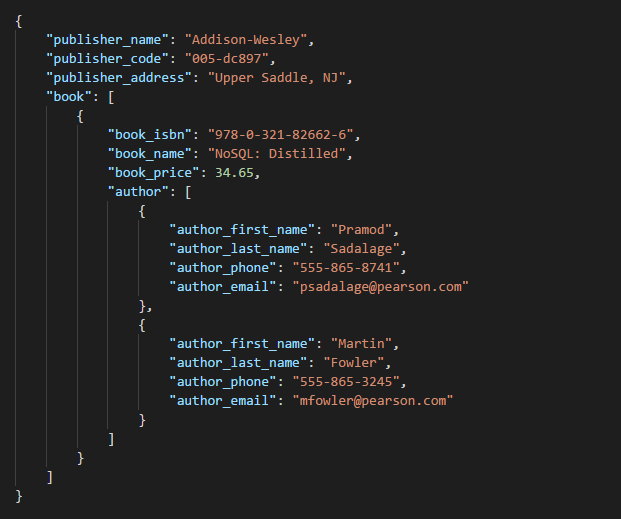 {
    "publisher_name": "Addison-Wesley",
    "publisher_code": "005-dc897",
    "publisher_address": "Upper Saddle, NJ",
    "book": [
        {
            "book_isbn": "978-0-321-82662-6",
            "book_name": "NoSQL: Distilled",
            "book_price": 34.65,
            "author": [
                {
                    "author_first_name": "Pramod",
                    "author_last_name": "Sadalage",
                    "author_phone": "555-865-8741",
                    "author_email": "psadalage@pearson.com"
                },
                {
                    "author_first_name": "Martin",
                    "author_last_name": "Fowler",
                    "author_phone": "555-865-3245",
                    "author_email": "mfowler@pearson.com"
                }
            ]
        }
    ]
}